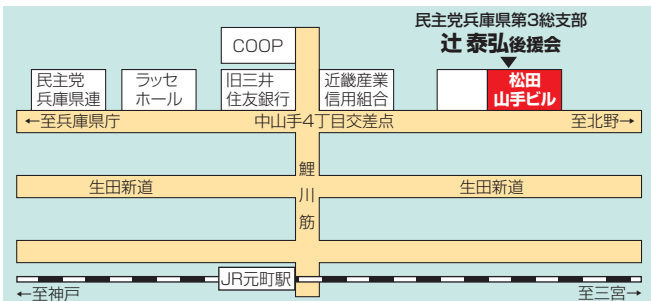 民主党兵庫県第3総支部
辻 泰弘後援会
COOP
民主党
兵庫県連
ラッセ
ホール
旧三井
住友銀行
近畿産業
信用組合
松田
山手ビル
←至兵庫県庁
中山手4丁目交差点
至北野→
鯉川筋
生田新道
生田新道
JR元町駅
←至神戸
至三宮→